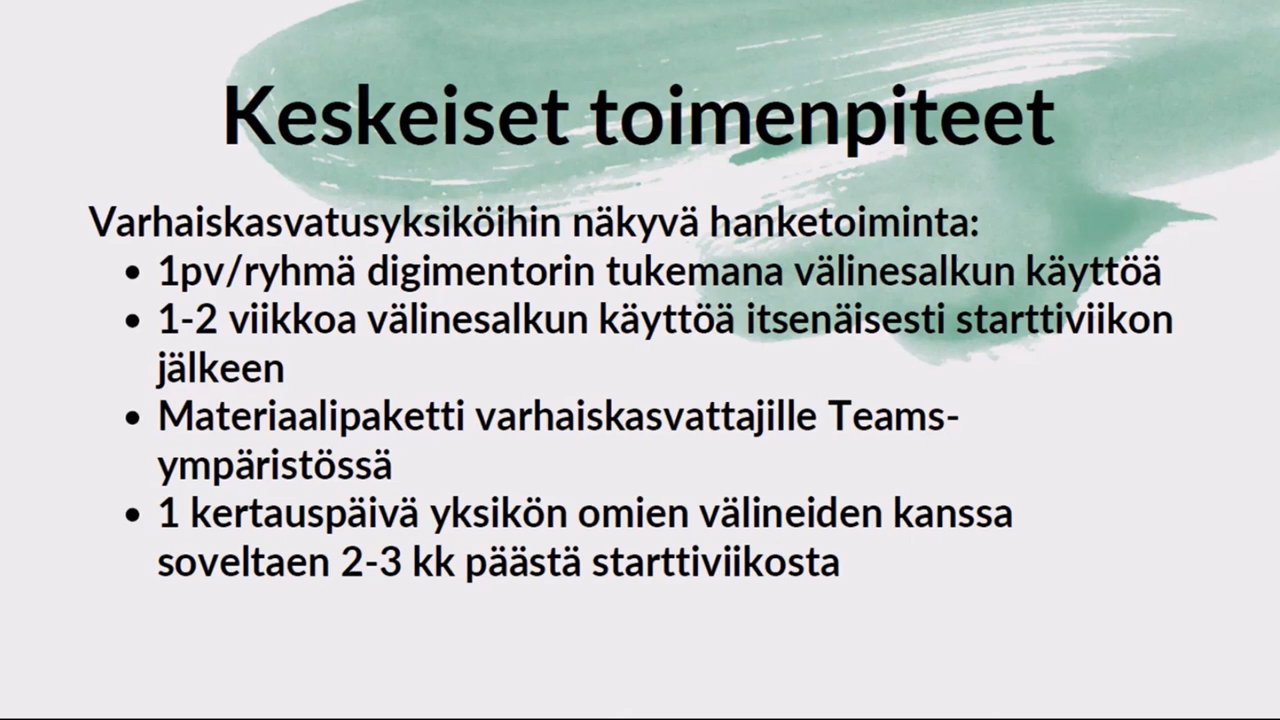 Keskeiset toimenpiteet
Varhaiskasvatusyksiköihin näkyvä hanketoiminta:
• 1pv/ryhmä digimentorin tukemana välinesalkun käyttöä
• 1-2 viikkoa välinesalkun käyttöä itsenäisesti starttiviikon
jälkeen
• Materiaalipaketti varhaiskasvattajille Teams-
ympäristössä
• 1 kertauspäivä yksikön omien välineiden kanssa
soveltaen 2-3 kk päästä starttiviikosta